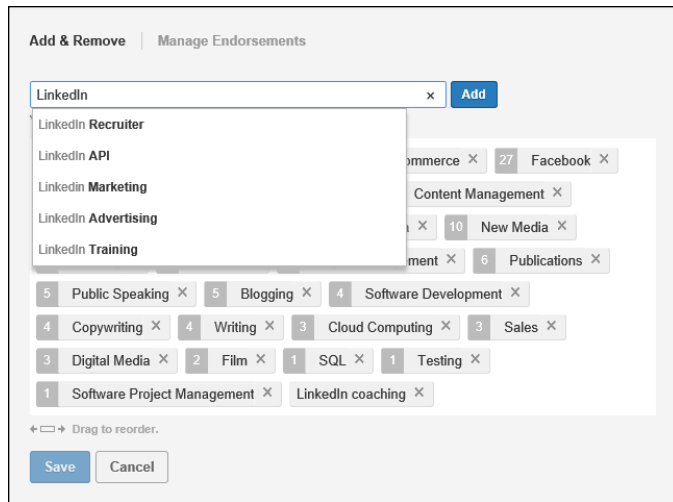 Add & Remove Manage Endorsements
LinkedIn × Add
LinkedIn Recruiter
LinkedIn API
Linkedin Marketing
LinkedIn Advertising
LinkedIn Training
ommerce × 27 Facebook ×
Content Management ×
× 10 New Media ×
ment × 6 Publications ×
5 Public Speaking × 5 Blogging × 4 Software Development ×
4 Copywriting × 4 Writing × 3 Cloud Computing × 3 Sales ×
3 Digital Media × 2 Film × 1 SQL × 1 Testing ×
1 Software Project Management × LinkedIn coaching ×
Drag to reorder.
Save Cancel